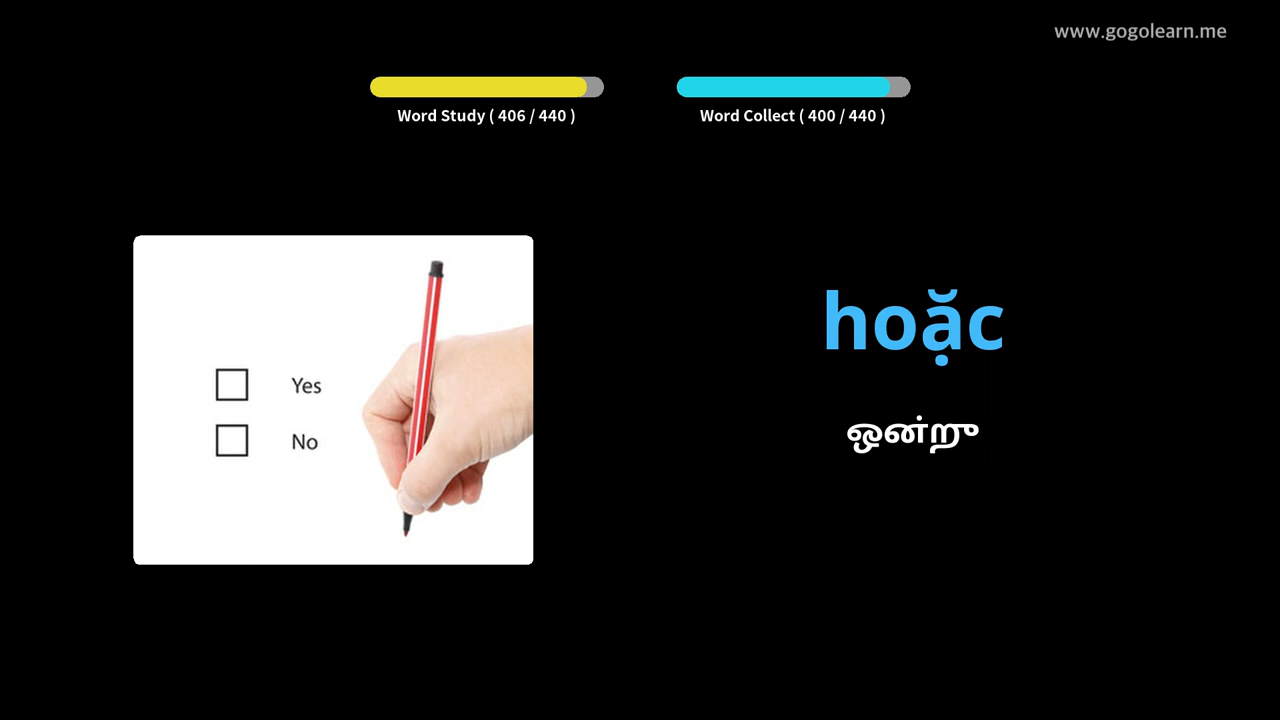 www.gogolearn.me
Word Study ( 406 / 440 )
Word Collect ( 400 / 440 )
Yes
No
hoặc
ஒன்று